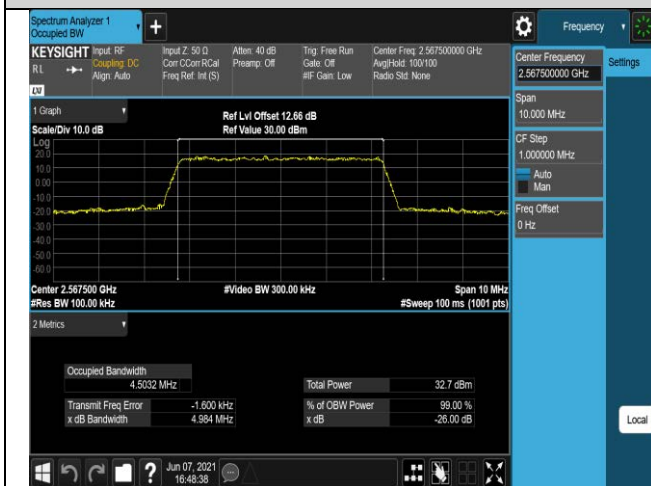 Spectrum Analyzer 1
Occupied BW
+
Frequency
KEYSIGHT
RL
LXI
Input: RF
Coupling: DC
Align: Auto
Input Z: 50 Ω
Corr CCorr RCal
Freq Ref: Int (S)
Atten: 40 dB
Preamp: Off
Trig: Free Run
Gate: Off
#IF Gain: Low
Center Freq: 2.567500000 GHz
Avg|Hold: 100/100
Radio Std: None
Center Frequency
2.567500000 GHz
Settings
Span
10.000 MHz
CF Step
1.000000 MHz
Auto
Man
Freq Offset
0 Hz
Local
1 Graph
Scale/Div 10.0 dB
Ref Lvl Offset 12.66 dB
Ref Value 30.00 dBm
Log
20.0
10.0
0.00
-10.0
-20.0
-30.0
-40.0
-50.0
-60.0
Center 2.567500 GHz
#Res BW 100.00 kHz
#Video BW 300.00 kHz
Span 10 MHz
#Sweep 100 ms (1001 pts)
2 Metrics
Occupied Bandwidth
4.5032 MHz
Total Power 32.7 dBm
Transmit Freq Error -1.600 kHz
% of OBW Power 99.00 %
x dB Bandwidth 4.984 MHz
x dB -26.00 dB
?
Jun 07, 2021
16:48:38